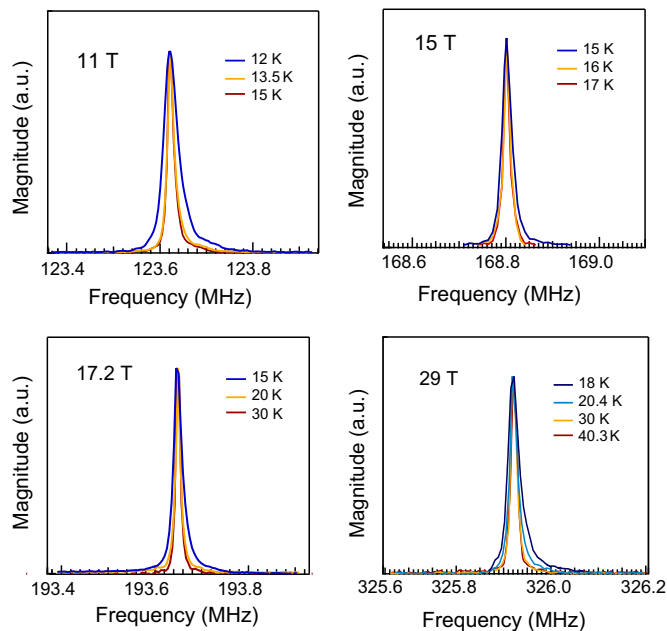 11 T
12 K
13.5 K
15 K
Magnitude (a.u.)
123.4
123.6
123.8
Frequency (MHz)
15 T
15 K
16 K
17 K
Magnitude (a.u.)
168.6
168.8
169.0
Frequency (MHz)
17.2 T
15 K
20 K
30 K
Magnitude (a.u.)
193.4
193.6
193.8
Frequency (MHz)
29 T
18 K
20.4 K
30 K
40.3 K
Magnitude (a.u.)
325.6
325.8
326.0
326.2
Frequency (MHz)